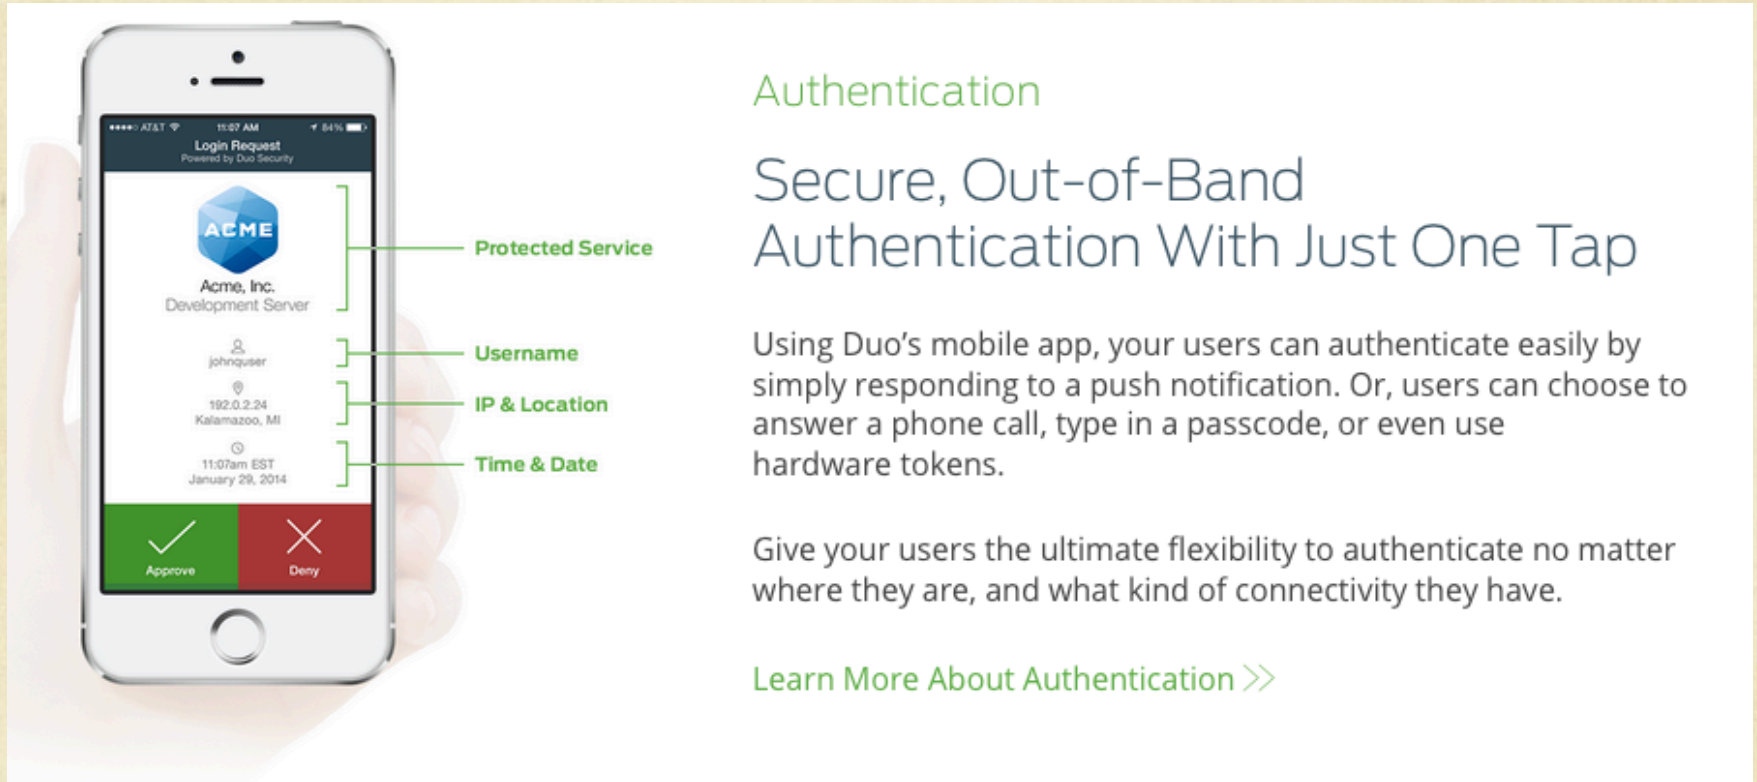 AT&T 11:07 AM 84%
Login Request
Powered by Duo Security
ACME
Acme, Inc.
Development Server
johnquser
192.0.2.24
Kalamazoo, MI
11:07am EST
January 29, 2014
Approve Deny
Protected Service
Username
IP & Location
Time & Date
Authentication
Secure, Out-of-Band
Authentication With Just One Tap
Using Duo’s mobile app, your users can authenticate easily by
simply responding to a push notification. Or, users can choose to
answer a phone call, type in a passcode, or even use
hardware tokens.
Give your users the ultimate flexibility to authenticate no matter
where they are, and what kind of connectivity they have.
Learn More About Authentication >>